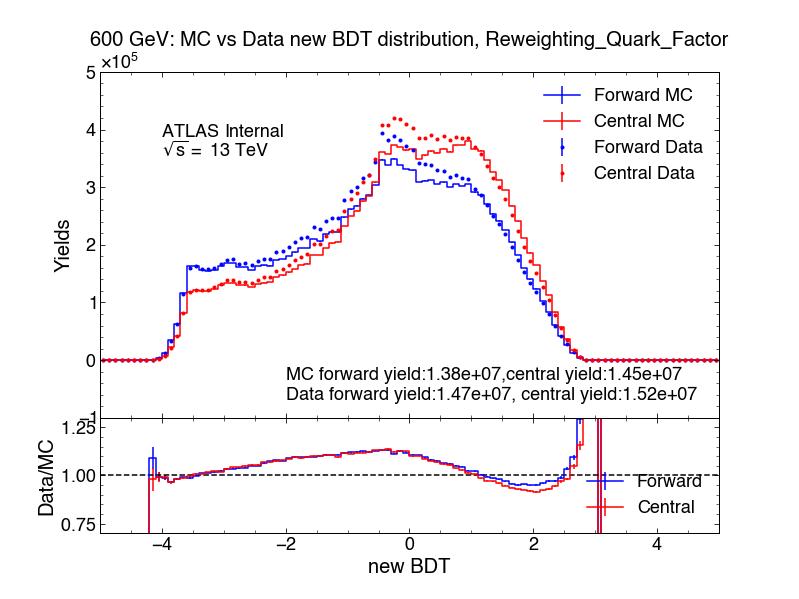 600 GeV: MC vs Data new BDT distribution, Reweighting_Quark_Factor
×10⁵
5
4
3
2
1
0
−1
Yields
ATLAS Internal
√s = 13 TeV
Forward MC
Central MC
Forward Data
Central Data
MC forward yield:1.38e+07,central yield:1.45e+07
Data forward yield:1.47e+07, central yield:1.52e+07
1.25
1.00
0.75
Data/MC
Forward
Central
−4 −2 0 2 4
new BDT